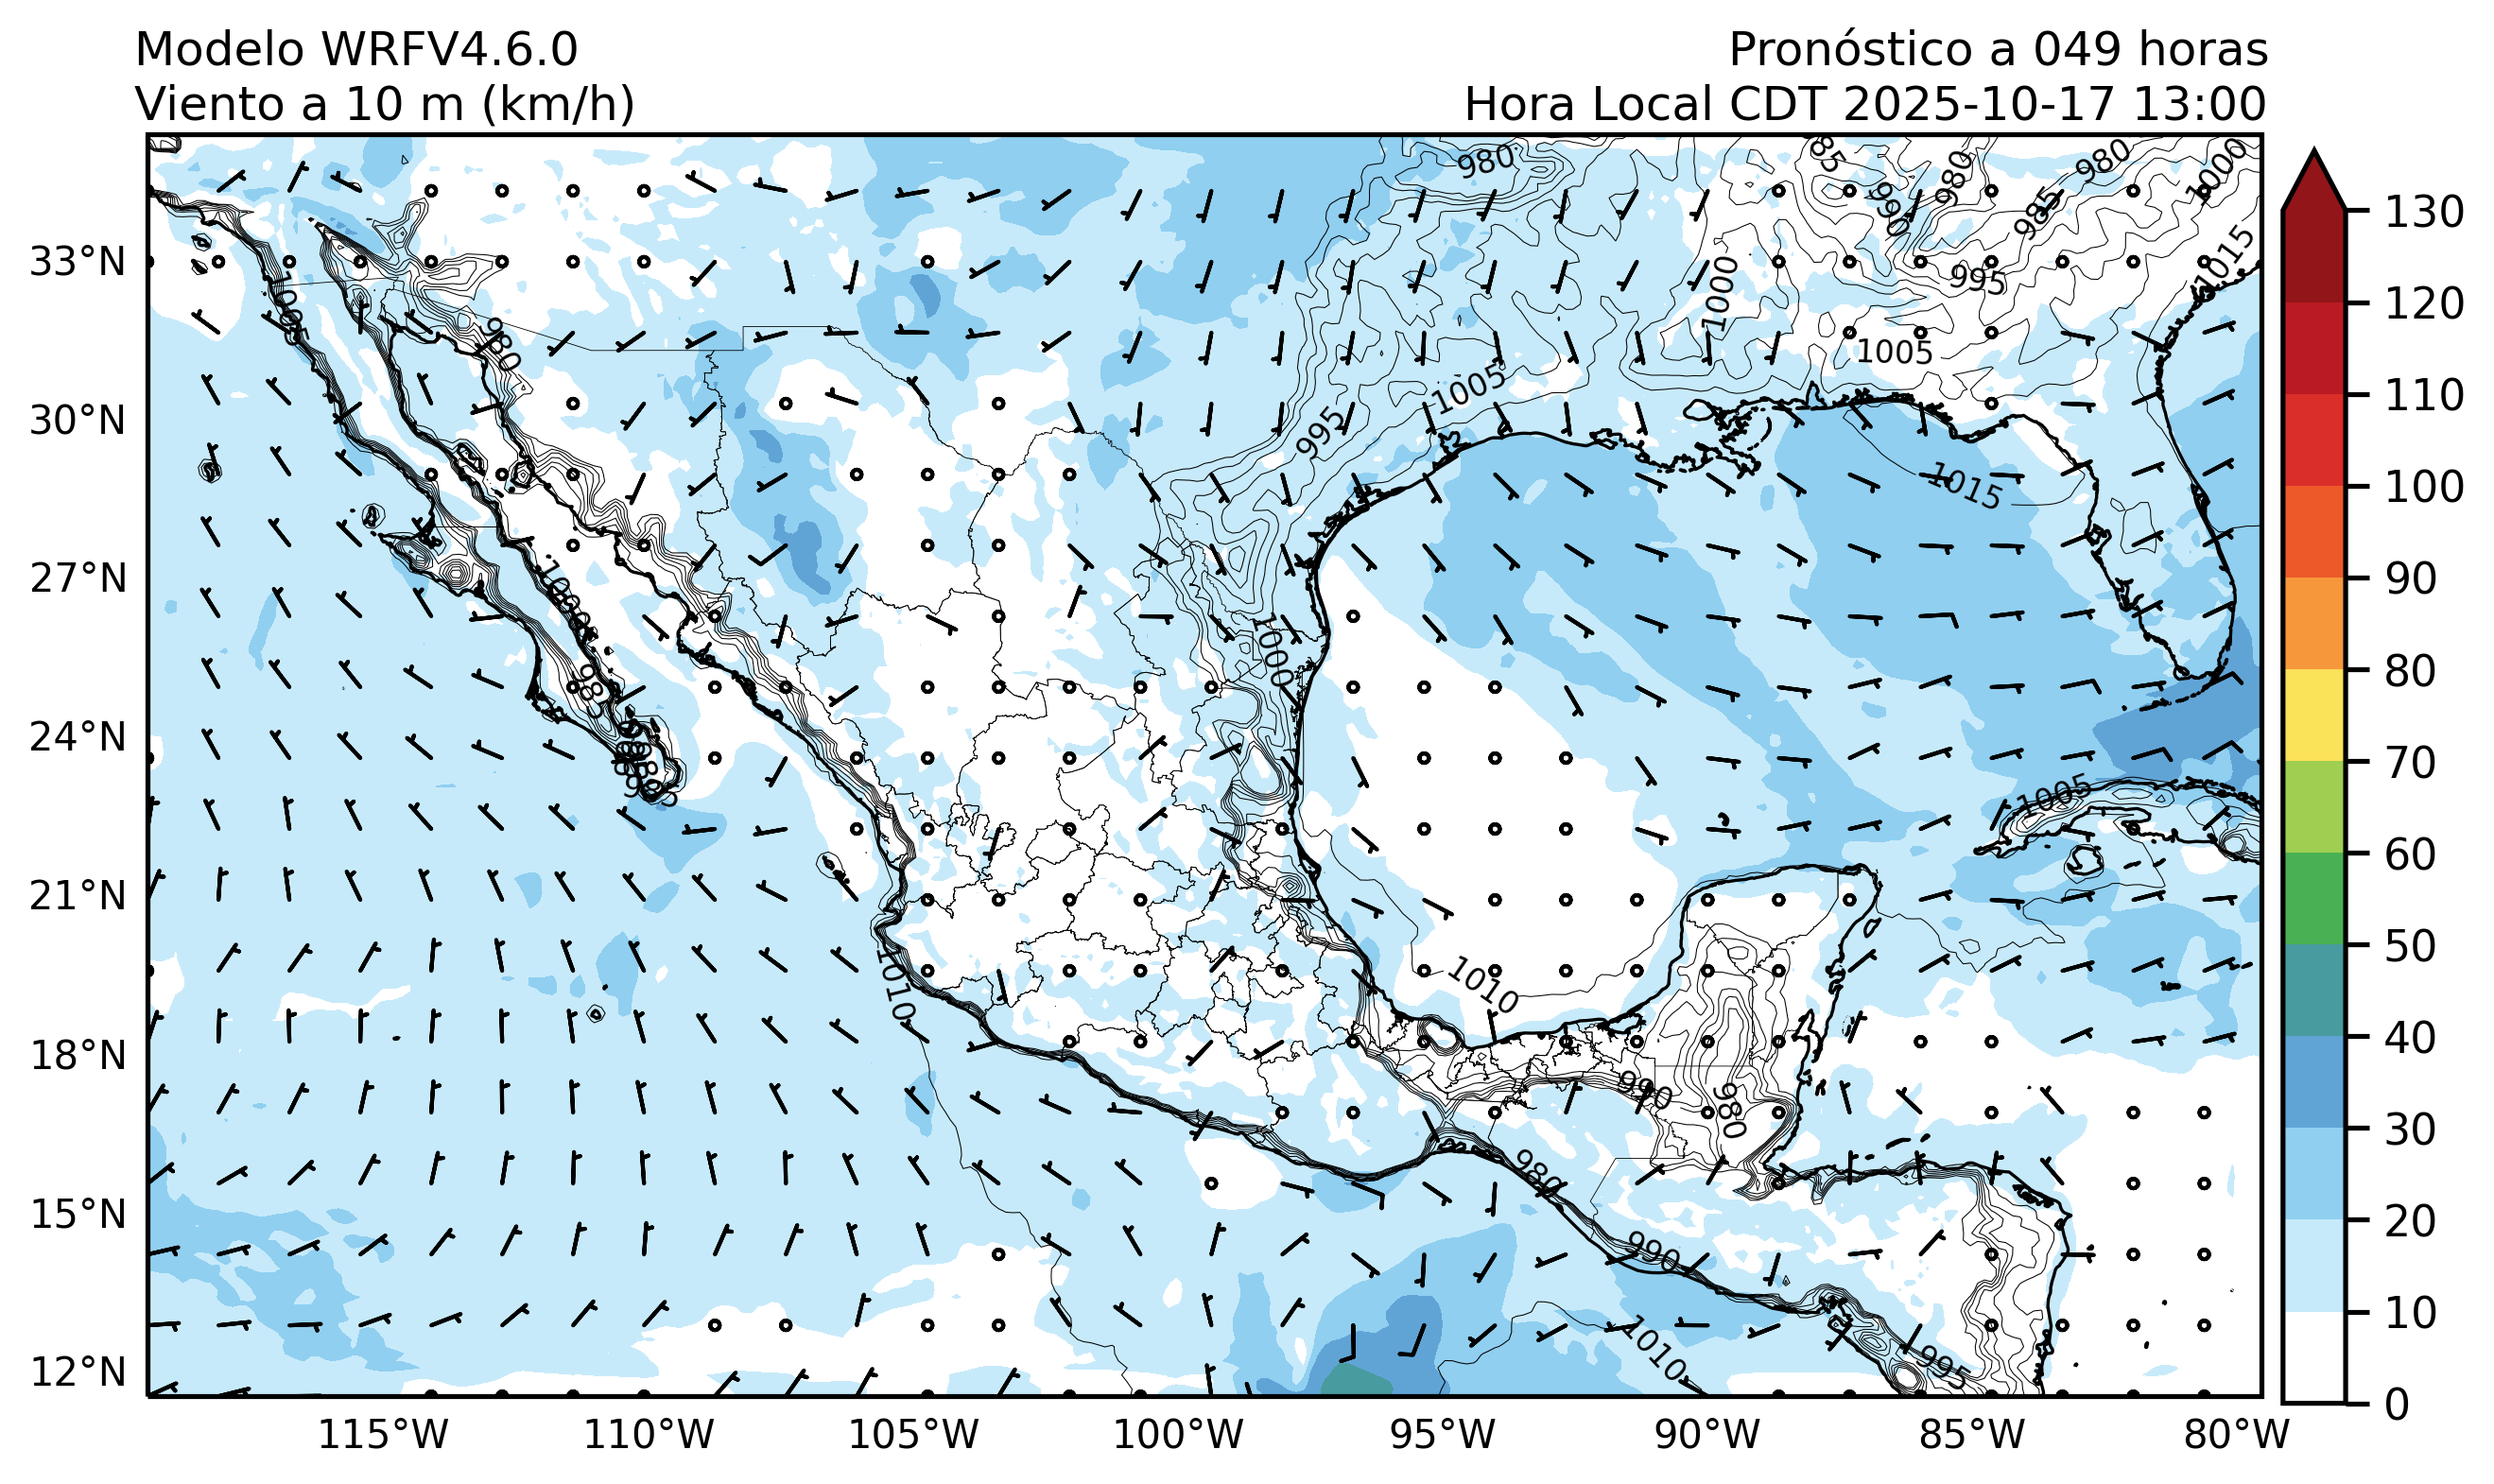 Modelo WRFV4.6.0
Pronóstico a 049 horas
Viento a 10 m (km/h)
Hora Local CDT 2025-10-17 13:00
33°N
30°N
27°N
24°N
21°N
18°N
15°N
12°N
115°W
110°W
105°W
100°W
95°W
90°W
85°W
80°W
130
120
110
100
90
80
70
60
50
40
30
20
10
0
980
980
980
1000
990
985
995
1015
1000
1005
1005
995
1015
980
1000
1005
1010
1010
990
980
980
990
1010
995